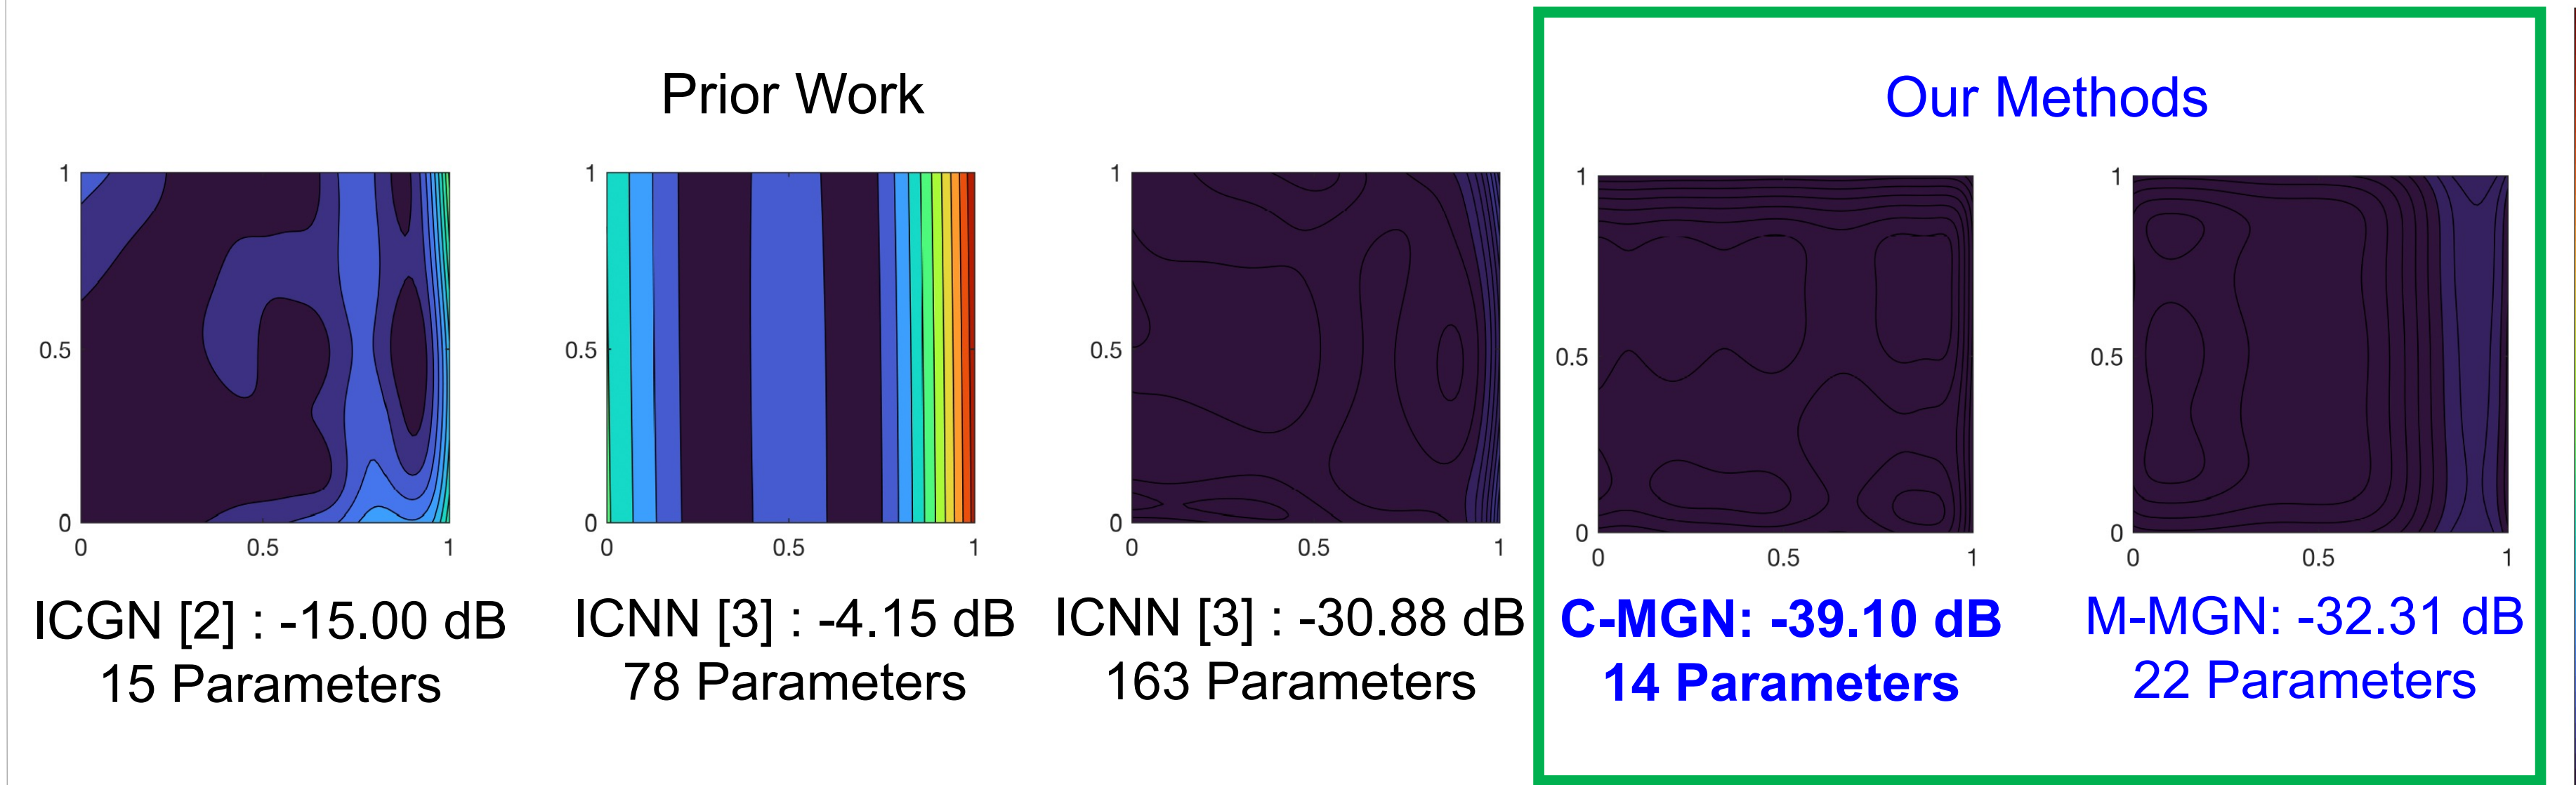 Prior Work
Our Methods
1
0.5
0
0
0.5
1
1
0.5
0
0
0.5
1
1
0.5
0
0
0.5
1
1
0.5
0
0
0.5
1
1
0.5
0
0
0.5
1
ICGN [2] : -15.00 dB
15 Parameters
ICNN [3] : -4.15 dB
78 Parameters
ICNN [3] : -30.88 dB
163 Parameters
C-MGN: -39.10 dB
14 Parameters
M-MGN: -32.31 dB
22 Parameters